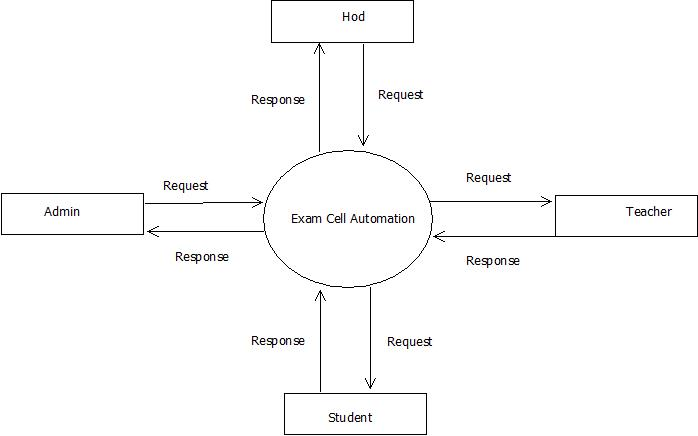 Hod
Response
Request
Request
Request
Admin
Exam Cell Automation
Teacher
Response
Response
Response
Request
Student